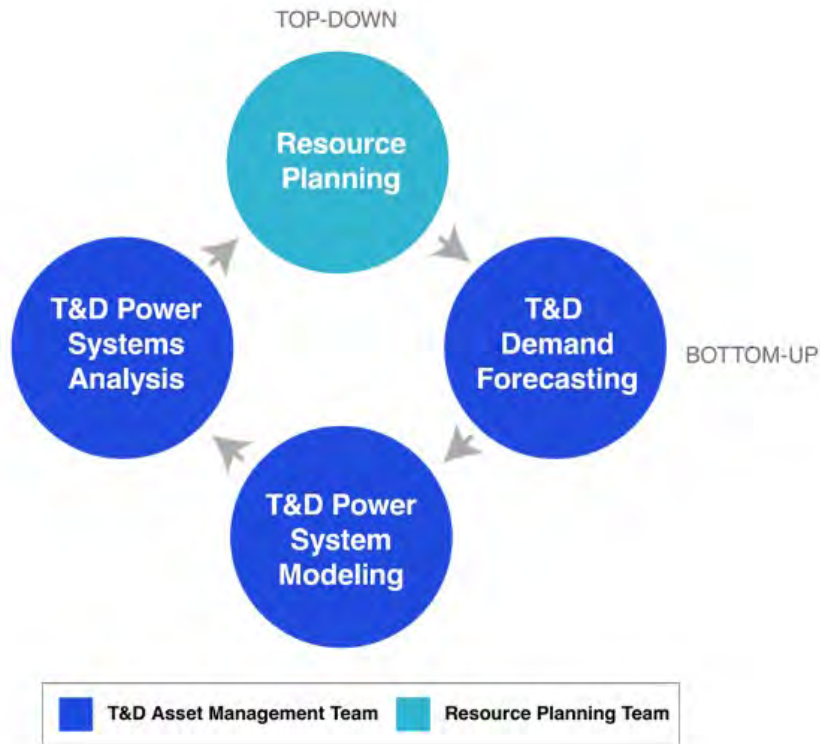 TOP-DOWN
Resource
Planning
T&D
Demand
Forecasting
BOTTOM-UP
T&D Power
System
Modeling
T&D Power
Systems
Analysis
T&D Asset Management Team
Resource Planning Team